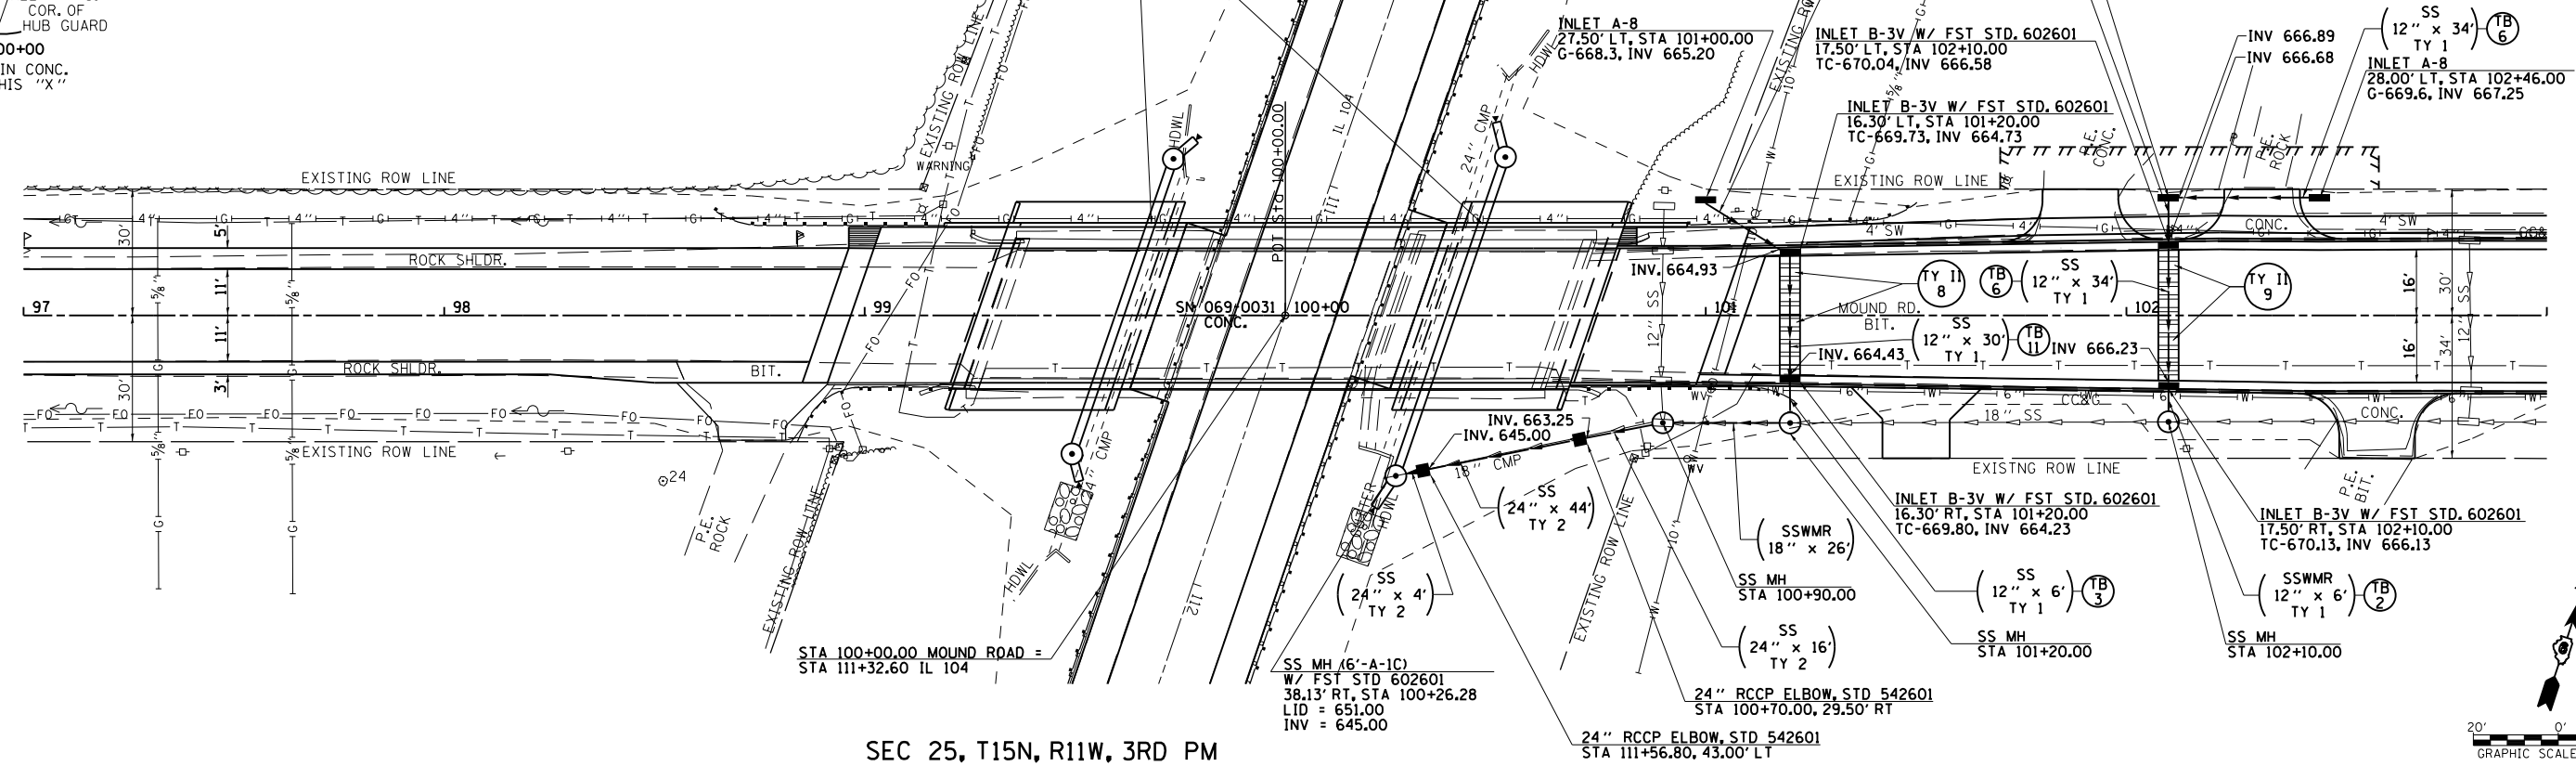 COR. OF
HUB GUARD
00+00
IN CONC.
HIS "X"
EXISTING ROW LINE
EXISTING ROW LINE
WARNING
HDWL
24" CMP
HDWL
POT STA 100+00.00
IL 104
111
INLET A-8
27.50' LT, STA 101+00.00
G-668.3, INV 665.20
INLET B-3V W/ FST STD. 602601
17.50' LT, STA 102+10.00
TC-670.04, INV 666.58
INLET B-3V W/ FST STD. 602601
16.30' LT, STA 101+20.00
TC-669.73, INV 664.73
INV 666.89
INV 666.68
SS
12" x 34'
TY 1
TB
6
INLET A-8
28.00' LT, STA 102+46.00
G-669.6, INV 667.25
P.E.
CONC.
P.E.
ROCK
EXISTING ROW LINE
4' SW
CONC.
4' SW
30'
5'
11'
11'
3'
30'
5/8"
5/8"
ROCK SHLDR.
97
98
99
SN 069-0031
100+00
CONC.
101
102
INV. 664.93
12" SS
TY II
8
TB
6
SS
12" x 34'
TY 1
TY II
9
MOUND RD.
BIT.
SS
12" x 30'
TY 1
TB
11
INV 666.23
INV. 664.43
16'
16'
30'
34'
12" SS
ROCK SHLDR.
BIT.
EXISTING ROW LINE
24
P.E.
ROCK
EXISTING ROW LINE
24" CMP
HDWL
112
INV. 663.25
INV. 645.00
18" CMP
HDWL
WV
WV
18" SS
CC&G
CONC.
EXISTNG ROW LINE
P.E.
BIT.
SS
24" x 44'
TY 2
SS
24" x 4'
TY 2
EXISTING ROW LINE
10"
SSWMR
18" x 26'
SS MH
STA 100+90.00
INLET B-3V W/ FST STD. 602601
16.30' RT, STA 101+20.00
TC-669.80, INV 664.23
INLET B-3V W/ FST STD. 602601
17.50' RT, STA 102+10.00
TC-670.13, INV 666.13
SS
12" x 6'
TY 1
TB
3
SSWMR
12" x 6'
TY 1
TB
2
SS
24" x 16'
TY 2
SS MH
STA 101+20.00
SS MH
STA 102+10.00
STA 100+00.00 MOUND ROAD =
STA 111+32.60 IL 104
SS MH (6'-A-1C)
W/ FST STD 602601
38.13' RT, STA 100+26.28
LID = 651.00
INV = 645.00
24" RCCP ELBOW, STD 542601
STA 100+70.00, 29.50' RT
24" RCCP ELBOW, STD 542601
STA 111+56.80, 43.00' LT
SEC 25, T15N, R11W, 3RD PM
20'
0'
GRAPHIC SCALE